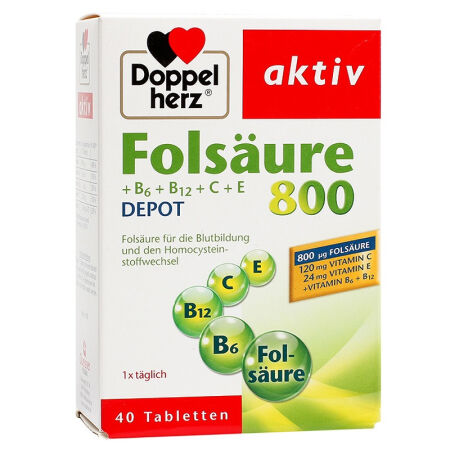 Doppel
herz®
aktiv
Folsäure
+ B6 + B12 + C + E
800
DEPOT
Folsäure für die Blutbildung
und den Homocystein-
stoffwechsel
800 µg FOLSÄURE
120 mg VITAMIN C
24 mg VITAMIN E
+VITAMIN B6 + B12
E
C
B12
B6
Fol-
säure
1x täglich
40 Tabletten